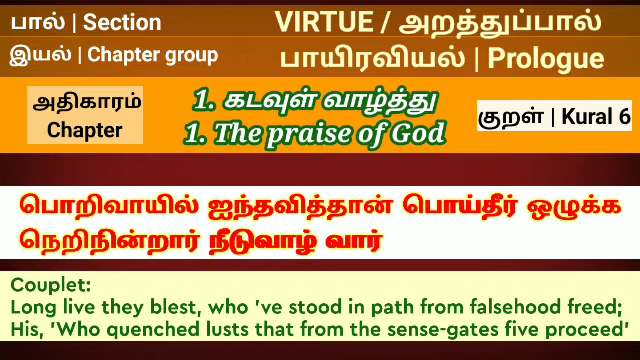 பால் | Section
VIRTUE / அறத்துப்பால்
இயல் | Chapter group
பாயிரவியல் | Prologue
அதிகாரம்
Chapter
1. கடவுள் வாழ்த்து
1. The praise of God
குறள் | Kural 6
பொறிவாயில் ஐந்தவித்தான் பொய்தீர் ஒழுக்க
நெறிநின்றார் நீடுவாழ் வார்
Couplet:
Long live they blest, who 've stood in path from falsehood freed;
His, 'Who quenched lusts that from the sense-gates five proceed'